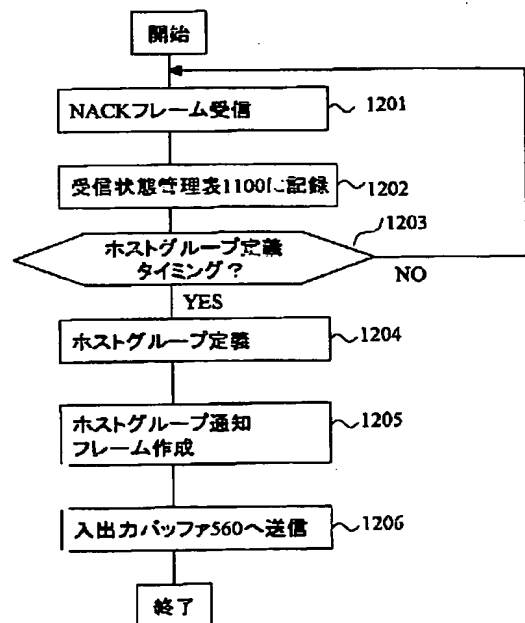 開始
NACKフレーム受信
1201
受信状態管理表1100に記録
1202
1203
ホストグループ定義
タイミング?
NO
YES
ホストグループ定義
1204
ホストグループ通知
フレーム作成
1205
入出力バッファ560へ送信
1206
終了